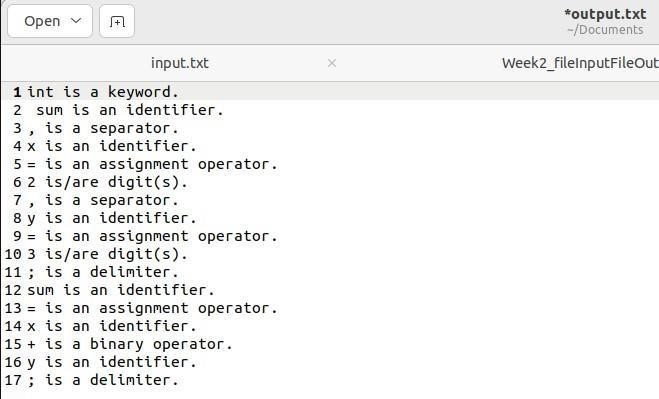 Open
*output.txt
~/Documents
input.txt × Week2_fileInputFileOut
1 int is a keyword.
2  sum is an identifier.
3 , is a separator.
4 x is an identifier.
5 = is an assignment operator.
6 2 is/are digit(s).
7 , is a separator.
8 y is an identifier.
9 = is an assignment operator.
10 3 is/are digit(s).
11 ; is a delimiter.
12 sum is an identifier.
13 = is an assignment operator.
14 x is an identifier.
15 + is a binary operator.
16 y is an identifier.
17 ; is a delimiter.